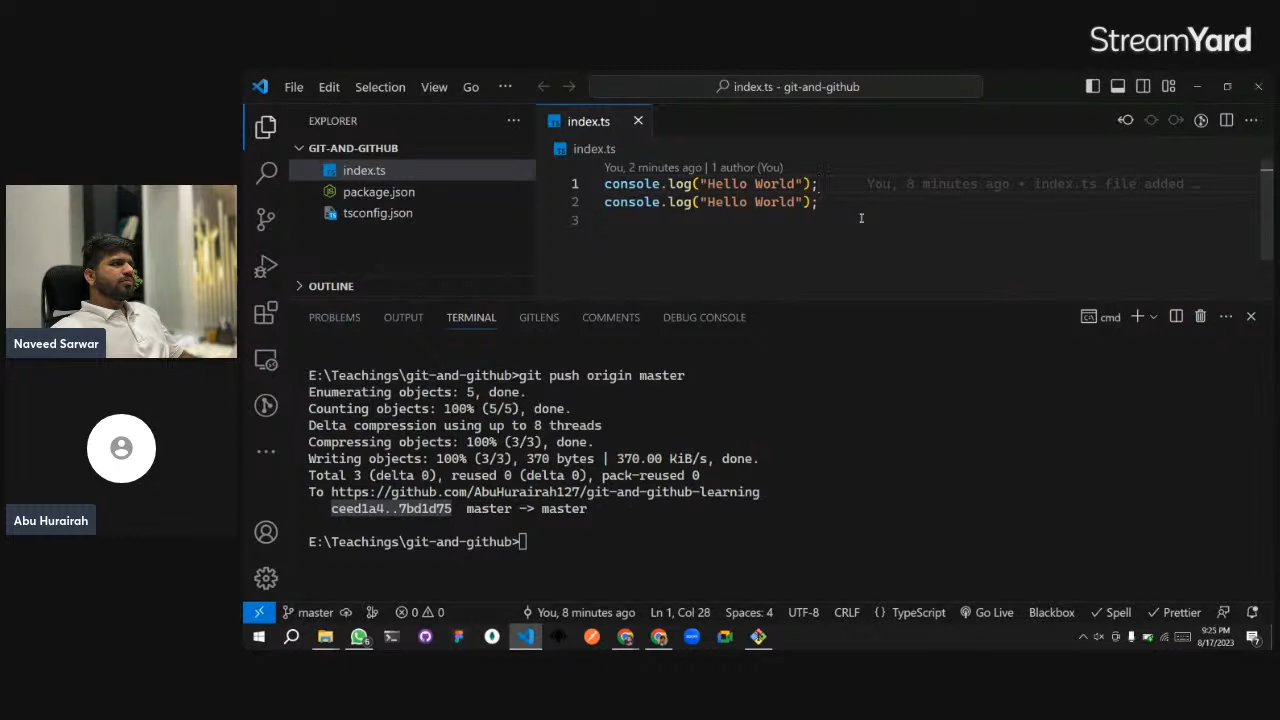 StreamYard
File Edit Selection View Go ··· index.ts - git-and-github
EXPLORER ···
GIT-AND-GITHUB
index.ts
package.json
tsconfig.json
OUTLINE
TS index.ts
TS index.ts
You, 2 minutes ago | 1 author (You)
1 console.log("Hello World"); You, 8 minutes ago • index.ts file added …
2 console.log("Hello World");
3
PROBLEMS OUTPUT TERMINAL GITLENS COMMENTS DEBUG CONSOLE cmd
E:\Teachings\git-and-github>git push origin master
Enumerating objects: 5, done.
Counting objects: 100% (5/5), done.
Delta compression using up to 8 threads
Compressing objects: 100% (3/3), done.
Writing objects: 100% (3/3), 370 bytes | 370.00 KiB/s, done.
Total 3 (delta 0), reused 0 (delta 0), pack-reused 0
To https://github.com/AbuHurairah127/git-and-github-learning
ceed1a4..7bd1d75 master -> master
E:\Teachings\git-and-github>
Naveed Sarwar
Abu Hurairah
master 0 0 You, 8 minutes ago Ln 1, Col 28 Spaces: 4 UTF-8 CRLF {} TypeScript Go Live Blackbox Spell Prettier
9:25 PM
8/17/2023